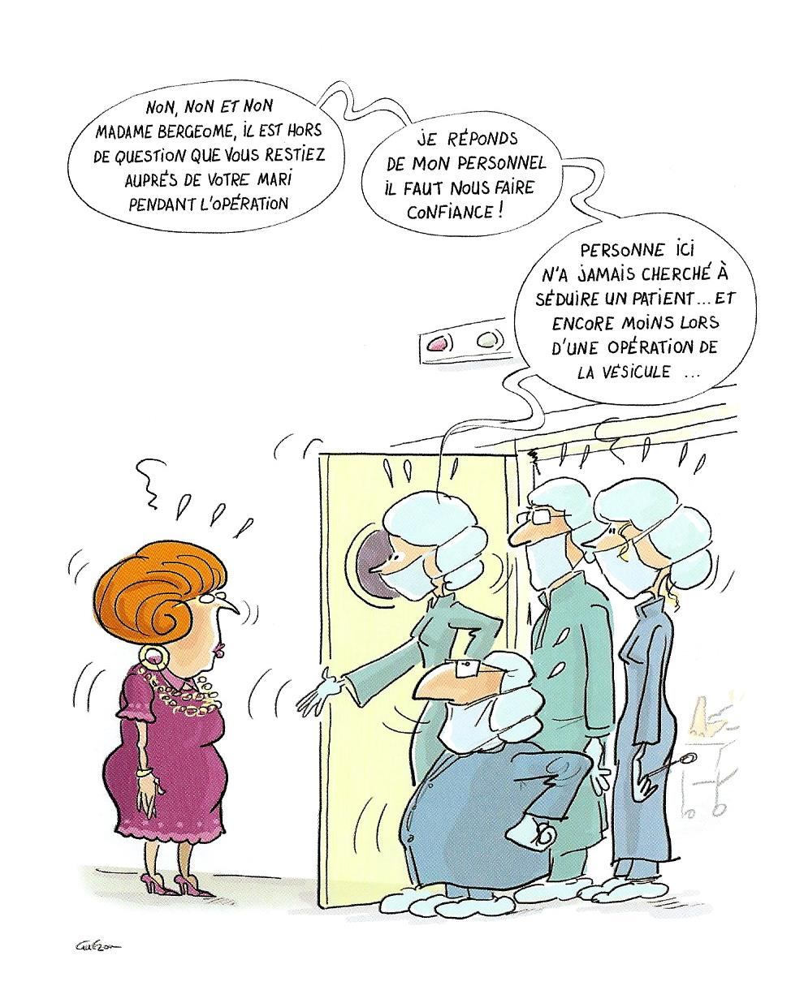 NON, NON ET NON
MADAME BERGEOME, IL EST HORS
DE QUESTION QUE VOUS RESTIEZ
AUPRÉS DE VOTRE MARI
PENDANT L'OPÉRATION
JE RÉPONDS
DE MON PERSONNEL
IL FAUT NOUS FAIRE
CONFIANCE !
PERSONNE ICI
N'A JAMAIS CHERCHÉ À
SÉDUIRE UN PATIENT... ET
ENCORE MOINS LORS
D'UNE OPÉRATION DE
LA VÉSICULE ...
GUÉZOU